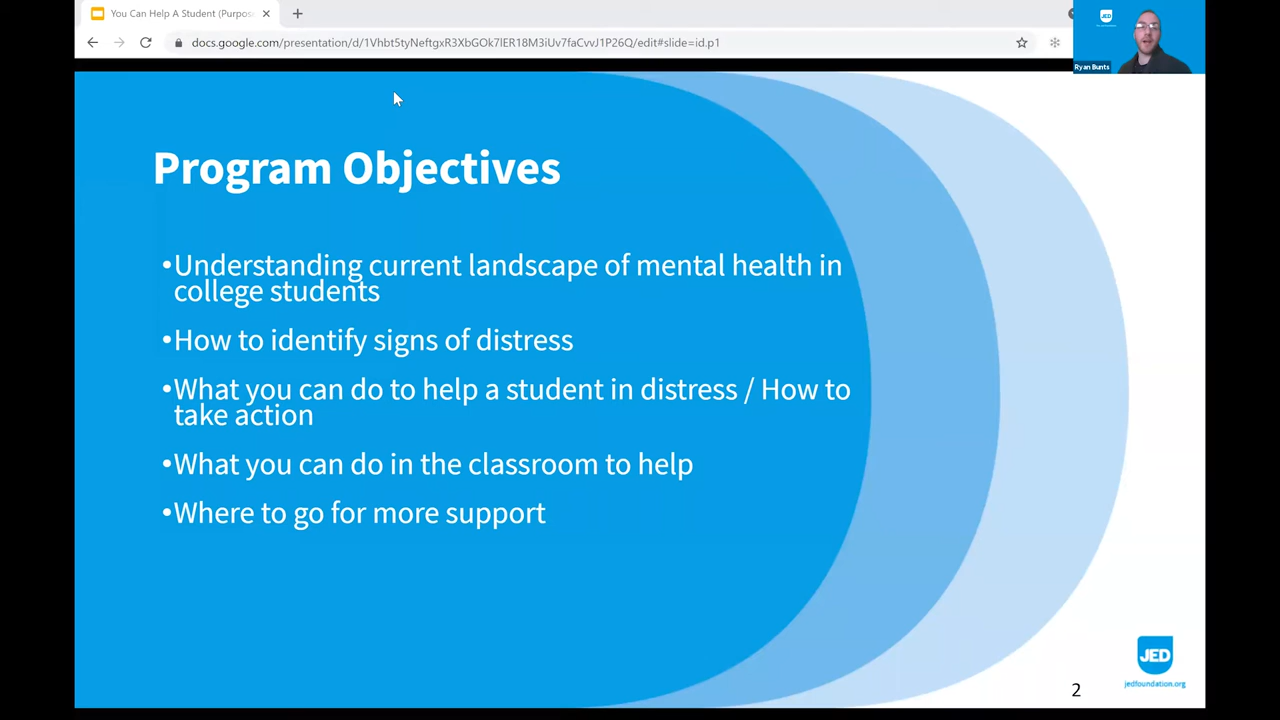 You Can Help A Student (Purpos
docs.google.com/presentation/d/1Vhbt5tyNeftgxR3XbGOk7lER18M3iUv7faCvvJ1P26Q/edit#slide=id.p1
JED
Ryan Bunts
Program Objectives
•Understanding current landscape of mental health in
college students
•How to identify signs of distress
•What you can do to help a student in distress / How to
take action
•What you can do in the classroom to help
•Where to go for more support
JED
jedfoundation.org
2